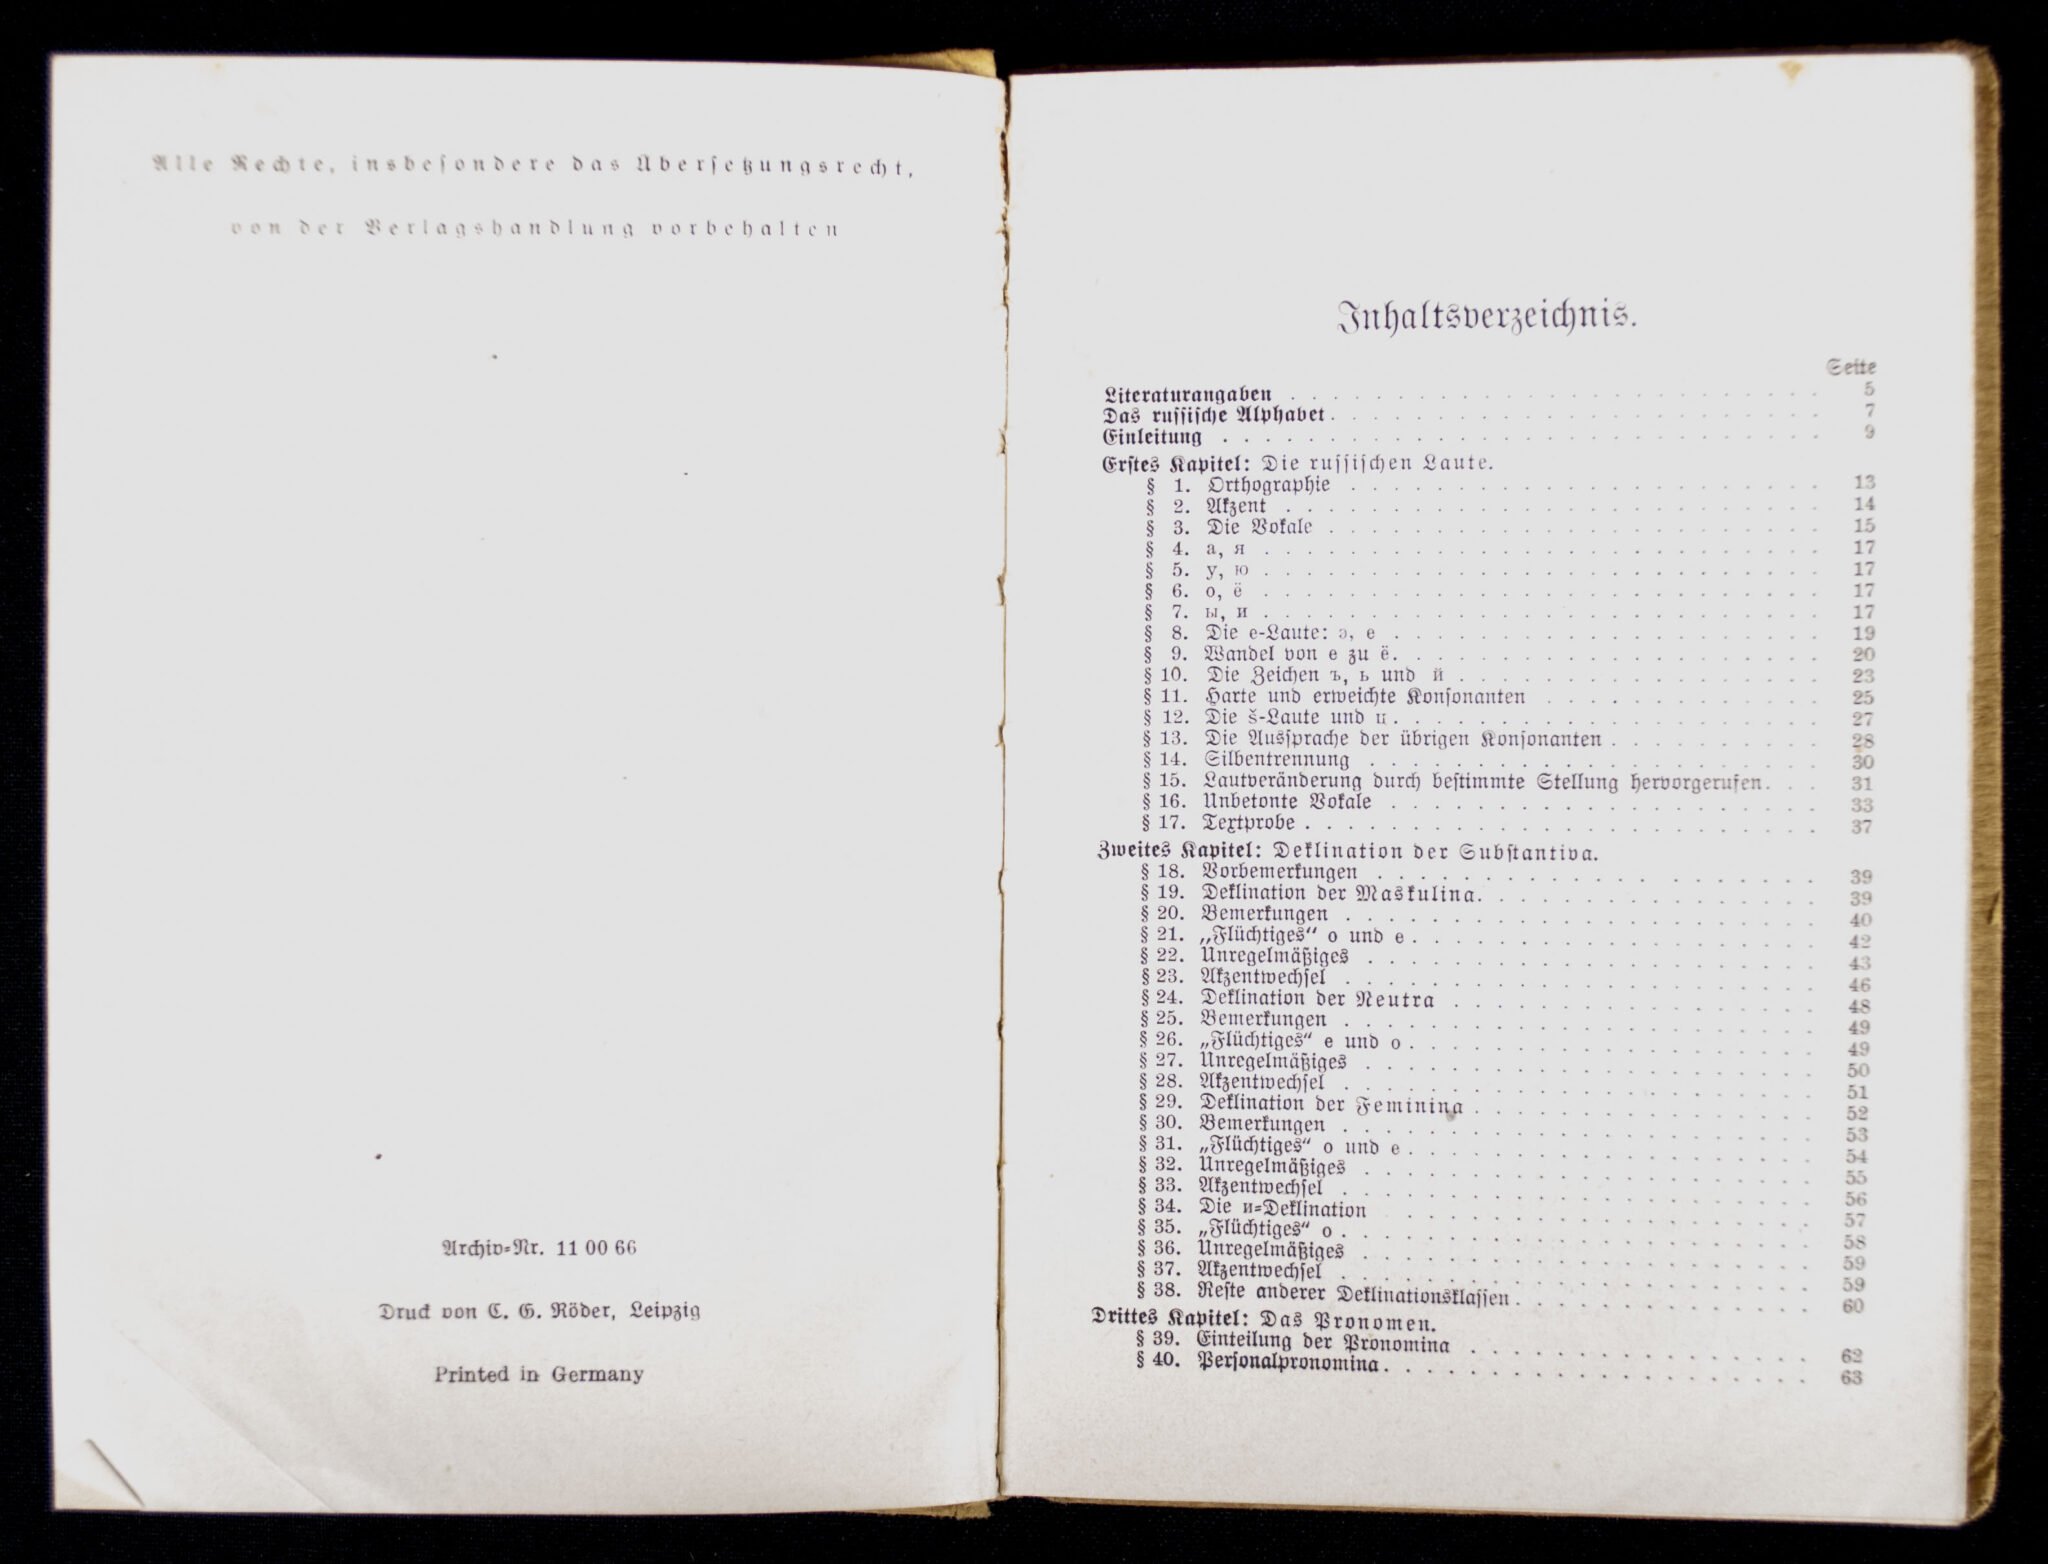 Alle Rechte, insbesondere das Übersetzungsrecht,
von der Verlagshandlung vorbehalten
Archiv-Nr. 11 00 66
Druck von C. G. Röder, Leipzig
Printed in Germany
Inhaltsverzeichnis.
Seite
Literaturangaben . . . 5
Das russische Alphabet . . . 7
Einleitung . . . 9
Erstes Kapitel: Die russischen Laute.
§ 1. Orthographie . . . 13
§ 2. Akzent . . . 14
§ 3. Die Vokale . . . 15
§ 4. а, я . . . 17
§ 5. у, ю . . . 17
§ 6. о, ё . . . 17
§ 7. ы, и . . . 17
§ 8. Die e-Laute: э, е . . . 19
§ 9. Wandel von е zu ё . . . 20
§ 10. Die Zeichen ъ, ь und й . . . 23
§ 11. Harte und erweichte Konsonanten . . . 25
§ 12. Die š-Laute und ц . . . 27
§ 13. Die Aussprache der übrigen Konsonanten . . . 28
§ 14. Silbentrennung . . . 30
§ 15. Lautveränderung durch bestimmte Stellung hervorgerufen . . . 31
§ 16. Unbetonte Vokale . . . 33
§ 17. Textprobe . . . 37
Zweites Kapitel: Deklination der Substantiva.
§ 18. Vorbemerkungen . . . 39
§ 19. Deklination der Maskulina . . . 39
§ 20. Bemerkungen . . . 40
§ 21. „Flüchtiges“ о und е . . . 42
§ 22. Unregelmäßiges . . . 43
§ 23. Akzentwechsel . . . 46
§ 24. Deklination der Neutra . . . 48
§ 25. Bemerkungen . . . 49
§ 26. „Flüchtiges“ е und о . . . 49
§ 27. Unregelmäßiges . . . 50
§ 28. Akzentwechsel . . . 51
§ 29. Deklination der Feminina . . . 52
§ 30. Bemerkungen . . . 53
§ 31. „Flüchtiges“ о und е . . . 54
§ 32. Unregelmäßiges . . . 55
§ 33. Akzentwechsel . . . 56
§ 34. Die и-Deklination . . . 57
§ 35. „Flüchtiges“ о . . . 58
§ 36. Unregelmäßiges . . . 59
§ 37. Akzentwechsel . . . 59
§ 38. Reste anderer Deklinationsklassen . . . 60
Drittes Kapitel: Das Pronomen.
§ 39. Einteilung der Pronomina . . . 62
§ 40. Personalpronomina . . . 63